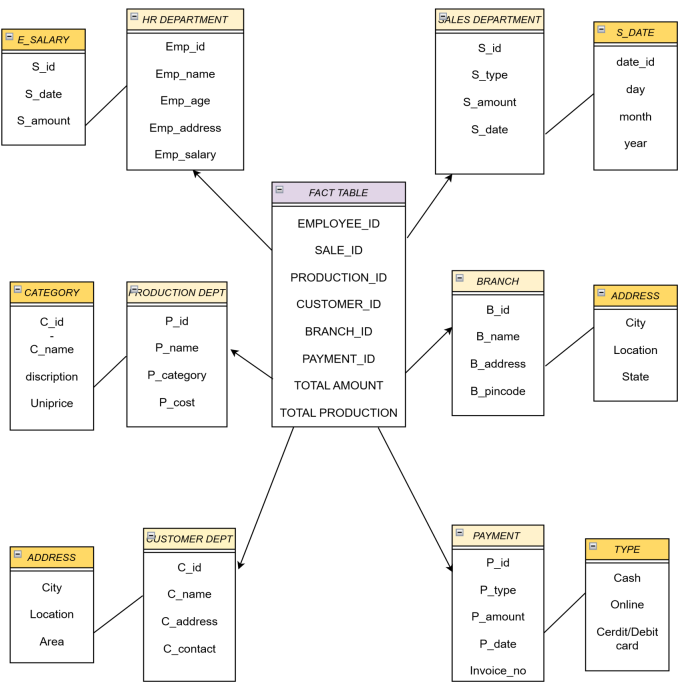 HR DEPARTMENT
Emp_id
Emp_name
Emp_age
Emp_address
Emp_salary
E_SALARY
S_id
S_date
S_amount
SALES DEPARTMENT
S_id
S_type
S_amount
S_date
S_DATE
date_id
day
month
year
FACT TABLE
EMPLOYEE_ID
SALE_ID
PRODUCTION_ID
CUSTOMER_ID
BRANCH_ID
PAYMENT_ID
TOTAL AMOUNT
TOTAL PRODUCTION
CATEGORY
C_id
-
C_name
discription
Uniprice
PRODUCTION DEPT
P_id
P_name
P_category
P_cost
BRANCH
B_id
B_name
B_address
B_pincode
ADDRESS
City
Location
State
ADDRESS
City
Location
Area
CUSTOMER DEPT
C_id
C_name
C_address
C_contact
PAYMENT
P_id
P_type
P_amount
P_date
Invoice_no
TYPE
Cash
Online
Cerdit/Debit
card